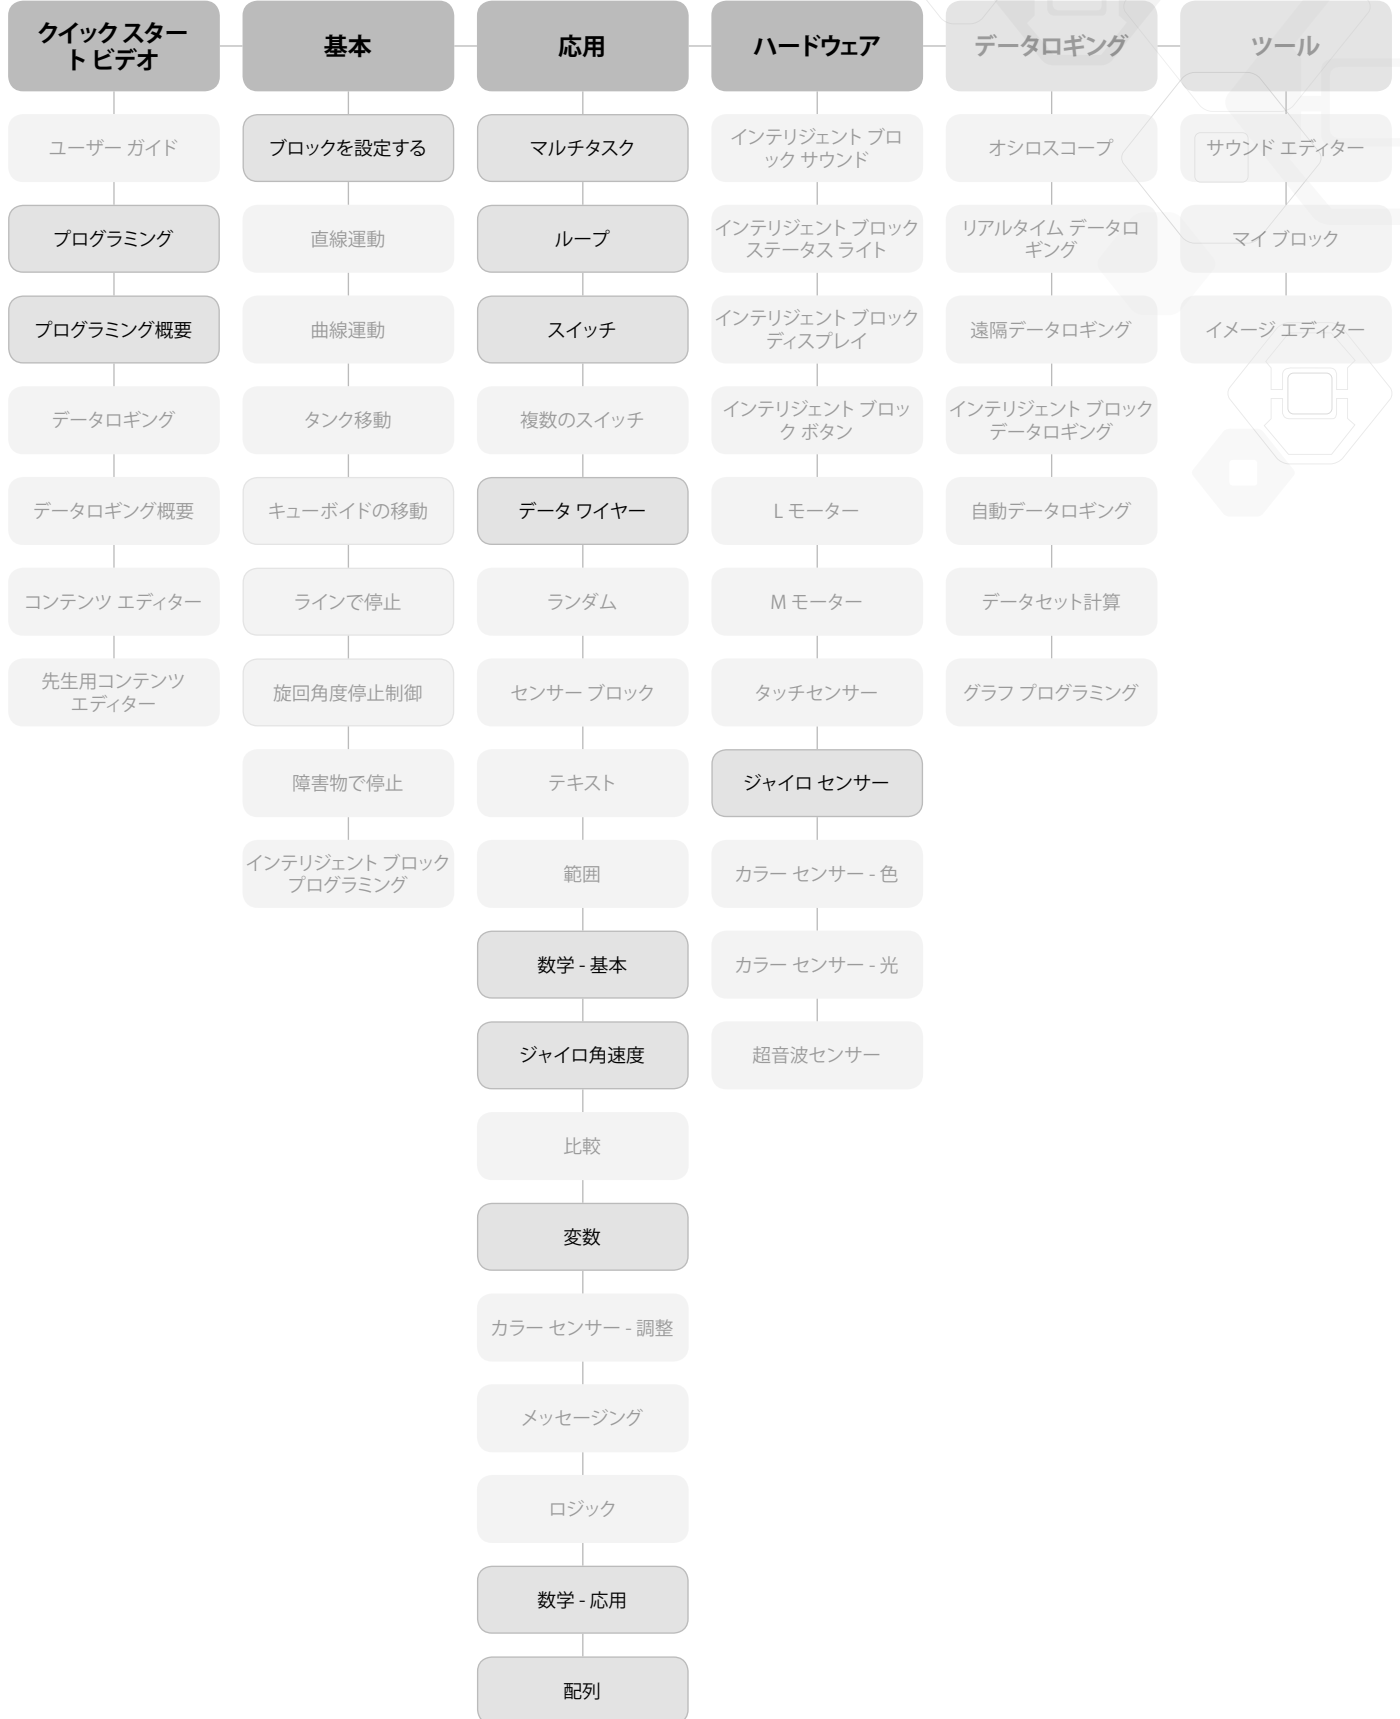 クイック スター
ト ビデオ
基本
応用
ハードウェア
データロギング
ツール
ユーザー ガイド
プログラミング
プログラミング概要
データロギング
データロギング概要
コンテンツ エディター
先生用コンテンツ
エディター
ブロックを設定する
直線運動
曲線運動
タンク移動
キューボイドの移動
ラインで停止
旋回角度停止制御
障害物で停止
インテリジェント ブロック
プログラミング
マルチタスク
ループ
スイッチ
複数のスイッチ
データ ワイヤー
ランダム
センサー ブロック
テキスト
範囲
数学 - 基本
ジャイロ角速度
比較
変数
カラー センサー - 調整
メッセージング
ロジック
数学 - 応用
配列
インテリジェント ブロ
ック サウンド
インテリジェント ブロック
ステータス ライト
インテリジェント ブロック
ディスプレイ
インテリジェント ブロッ
ク ボタン
L モーター
M モーター
タッチセンサー
ジャイロ センサー
カラー センサー - 色
カラー センサー - 光
超音波センサー
オシロスコープ
リアルタイム データロ
ギング
遠隔データロギング
インテリジェント ブロック
データロギング
自動データロギング
データセット計算
グラフ プログラミング
サウンド エディター
マイ ブロック
イメージ エディター